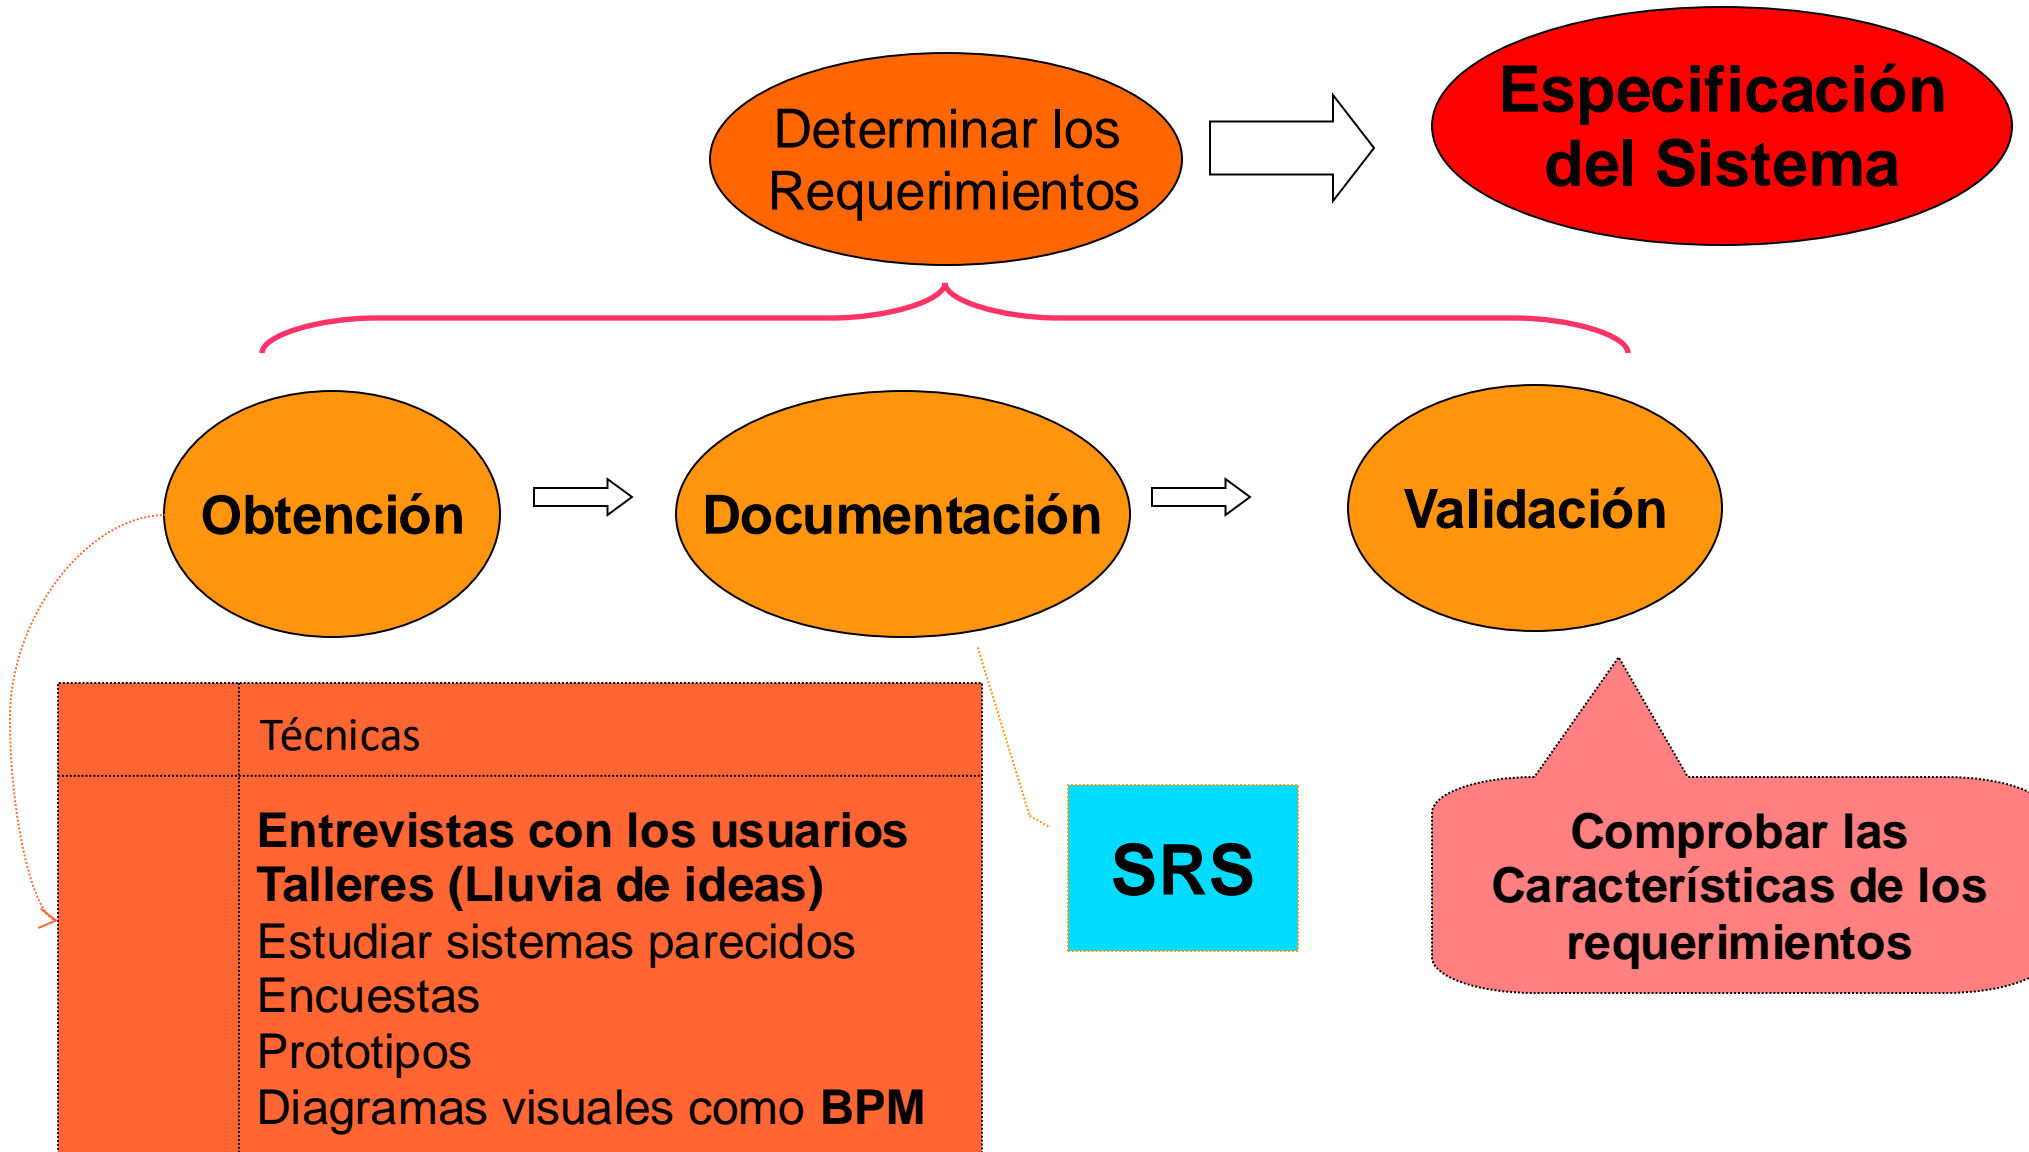 Determinar los
Requerimientos
Especificación
del Sistema
Obtención
Documentación
Validación
Técnicas
Entrevistas con los usuarios
Talleres (Lluvia de ideas)
Estudiar sistemas parecidos
Encuestas
Prototipos
Diagramas visuales como BPM
SRS
Comprobar las
Características de los
requerimientos